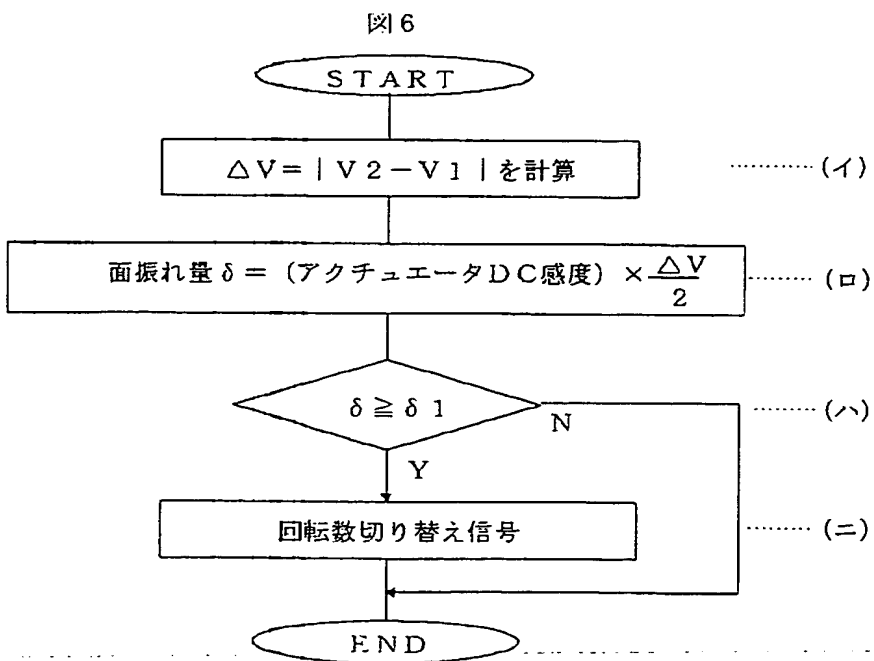 図6
START
△V=|V2-V1|を計算 ………(イ)
面振れ量δ=(アクチュエータDC感度)×△V/2 ………(ロ)
δ≧δ1 ………(ハ)
N
Y
回転数切り替え信号 ………(ニ)
END